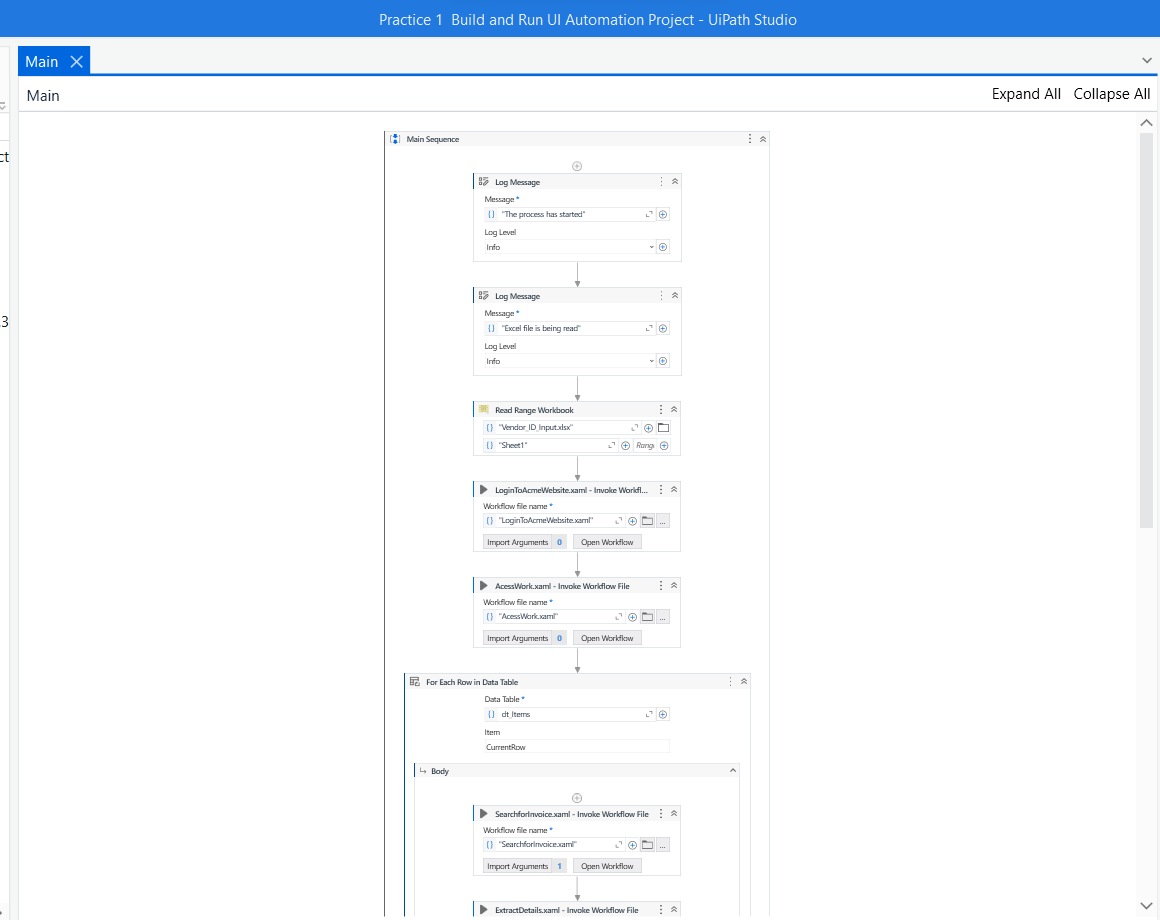 Practice 1 Build and Run UI Automation Project - UiPath Studio
Main
Main
Expand All Collapse All
ct
.3
Main Sequence
Log Message
Message *
"The process has started"
Log Level
Info
Log Message
Message *
"Excel file is being read"
Log Level
Info
Read Range Workbook
"Vendor_ID_Input.xlsx"
"Sheet1" Rang
LoginToAcmeWebsite.xaml - Invoke Workfl...
Workflow file name *
"LoginToAcmeWebsite.xaml" ...
Import Arguments 0 Open Workflow
AcessWork.xaml - Invoke Workflow File
Workflow file name *
"AcessWork.xaml" ...
Import Arguments 0 Open Workflow
For Each Row in Data Table
Data Table *
dt_Items
Item
CurrentRow
Body
SearchforInvoice.xaml - Invoke Workflow File
Workflow file name *
"SearchforInvoice.xaml" ...
Import Arguments 1 Open Workflow
ExtractDetails.xaml - Invoke Workflow File